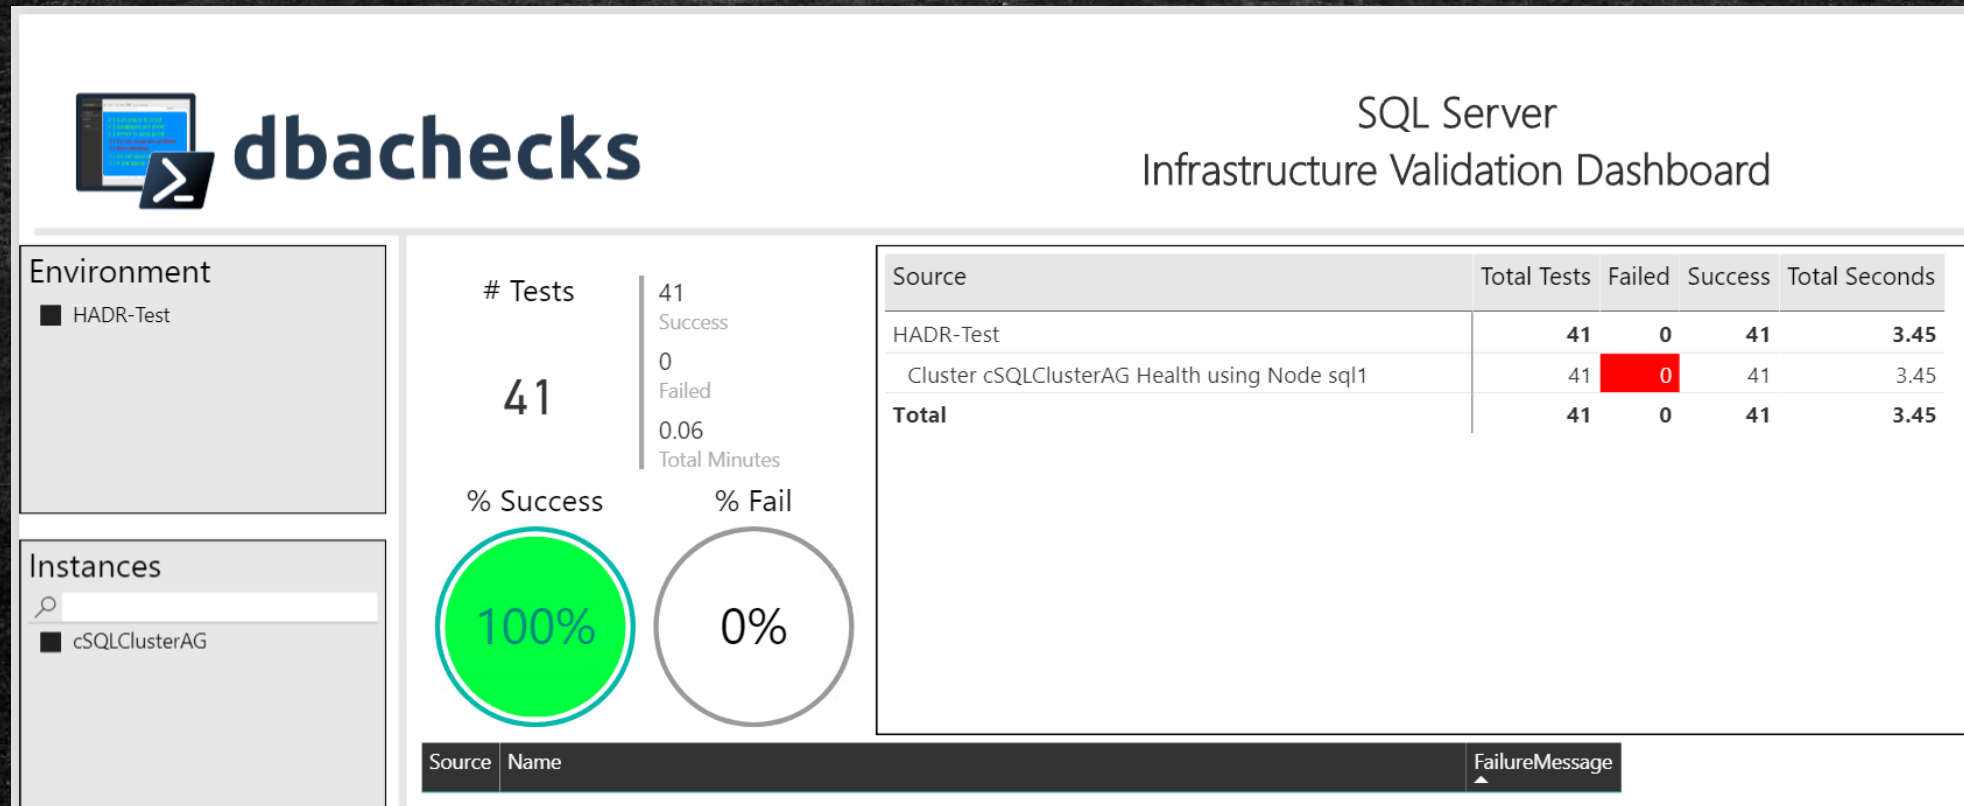 dbachecks
SQL Server
Infrastructure Validation Dashboard
Environment
HADR-Test
Instances
cSQLClusterAG
# Tests
41
41
Success
0
Failed
0.06
Total Minutes
% Success
% Fail
100%
0%
Source Total Tests Failed Success Total Seconds
HADR-Test 41 0 41 3.45
Cluster cSQLClusterAG Health using Node sql1 41 0 41 3.45
Total 41 0 41 3.45
Source Name FailureMessage